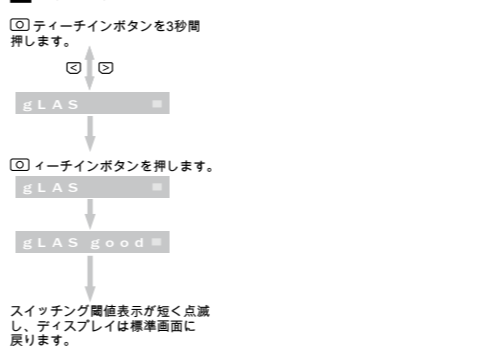 ティーチインボタンを3秒間
押します。
< >
gLAS
ィーチインボタンを押します。
gLAS
gLAS good
スイッチング閾値表示が短く点滅
し、ディスプレイは標準画面に
戻ります。